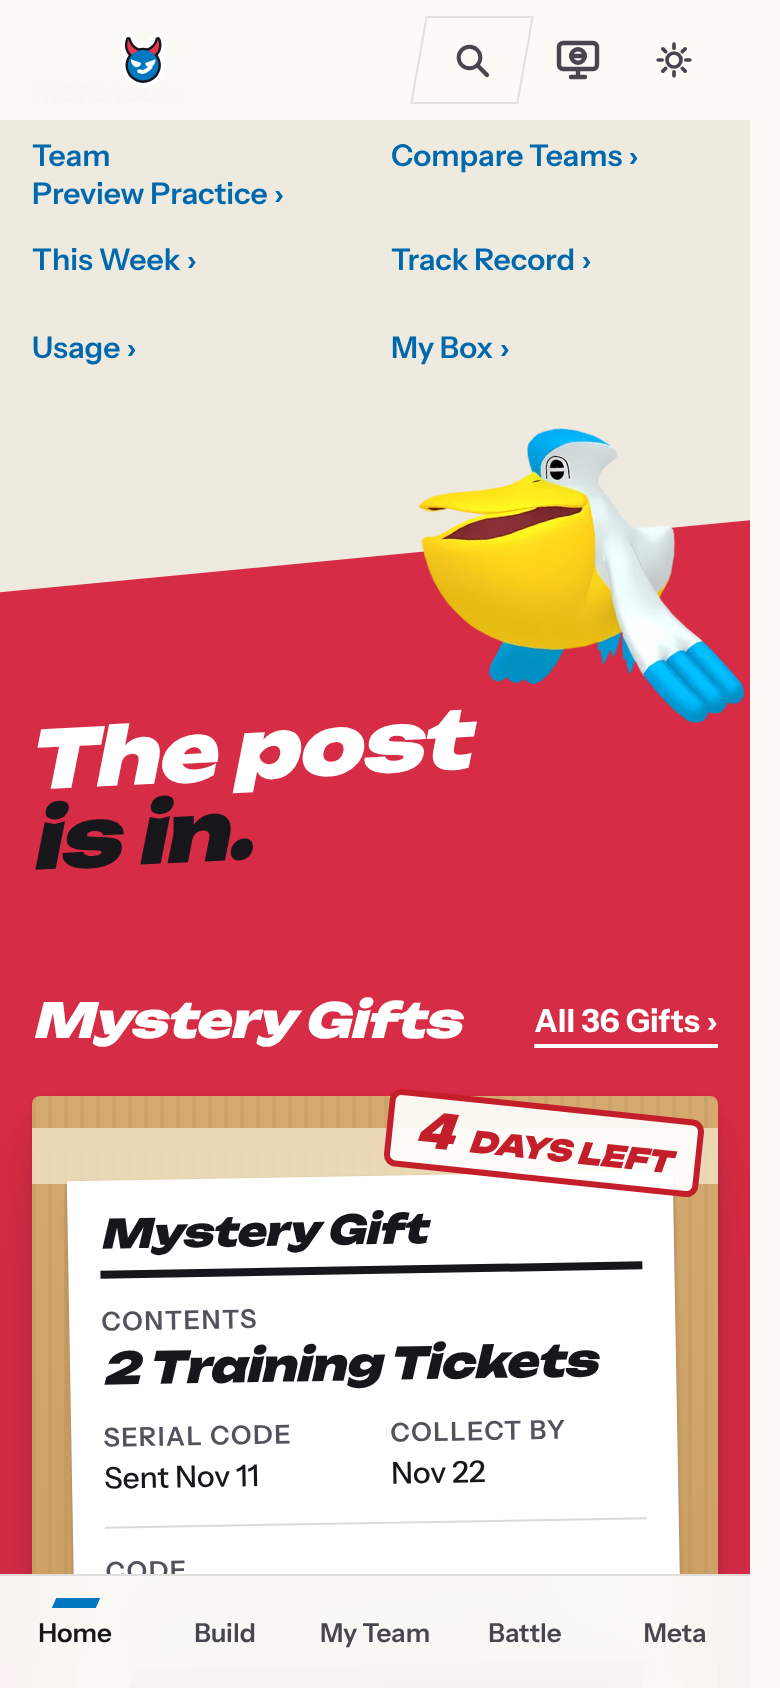 Team
Preview Practice ›
Compare Teams ›
This Week ›
Track Record ›
Usage ›
My Box ›
The post
is in.
Mystery Gifts
All 36 Gifts ›
4 DAYS LEFT
Mystery Gift
CONTENTS
2 Training Tickets
SERIAL CODE
COLLECT BY
Sent Nov 11
Nov 22
CODE
Home
Build
My Team
Battle
Meta